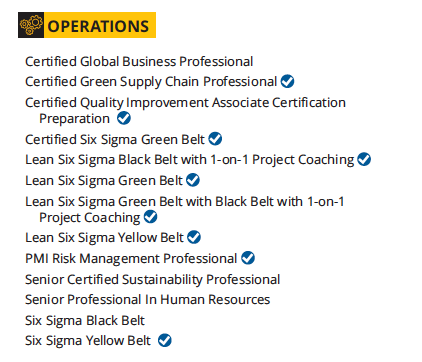 OPERATIONS
Certified Global Business Professional
Certified Green Supply Chain Professional
Certified Quality Improvement Associate Certification
Preparation
Certified Six Sigma Green Belt
Lean Six Sigma Black Belt with 1-on-1 Project Coaching
Lean Six Sigma Green Belt
Lean Six Sigma Green Belt with Black Belt with 1-on-1
Project Coaching
Lean Six Sigma Yellow Belt
PMI Risk Management Professional
Senior Certified Sustainability Professional
Senior Professional In Human Resources
Six Sigma Black Belt
Six Sigma Yellow Belt